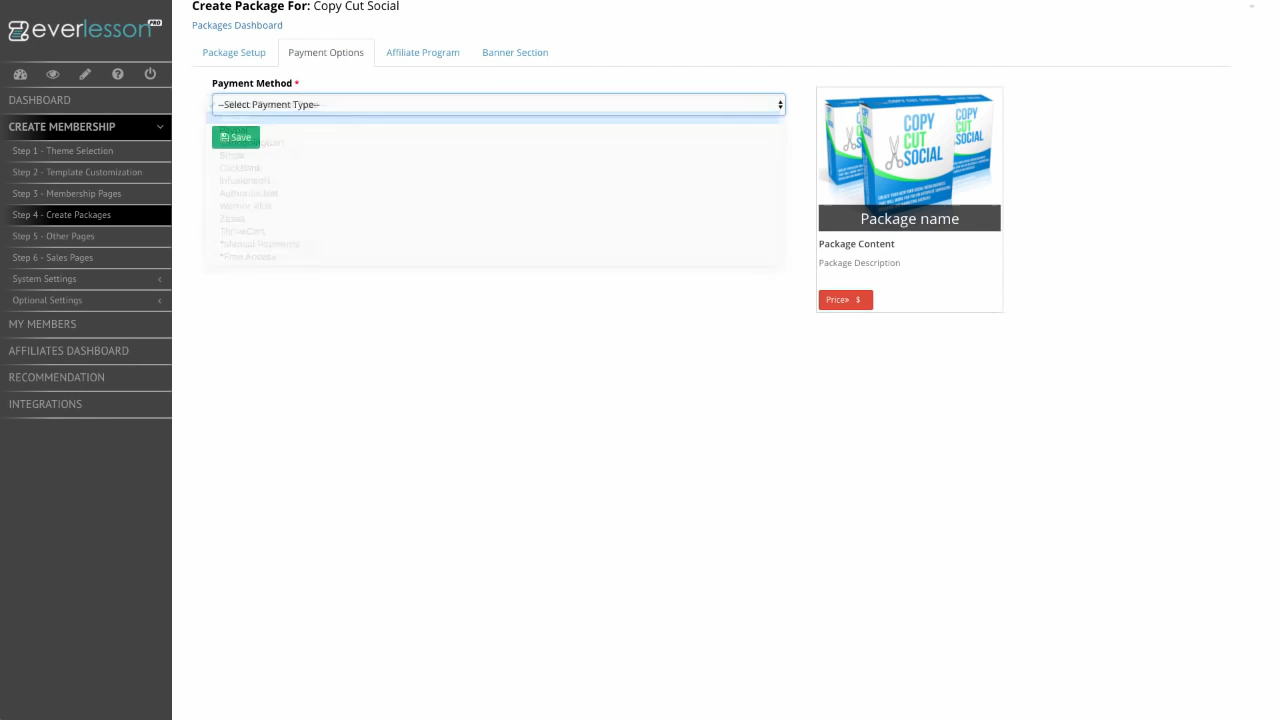 everlesson PRO
DASHBOARD
CREATE MEMBERSHIP
Step 1 - Theme Selection
Step 2 - Template Customization
Step 3 - Membership Pages
Step 4 - Create Packages
Step 5 - Other Pages
Step 6 - Sales Pages
System Settings
Optional Settings
MY MEMBERS
AFFILIATES DASHBOARD
RECOMMENDATION
INTEGRATIONS
Create Package For: Copy Cut Social
Packages Dashboard
Package Setup
Payment Options
Affiliate Program
Banner Section
Payment Method *
--Select Payment Type--
Save
Stripe
ClickBank
Infusionsoft
Authorize.Net
Warrior Plus
Zaxaa
ThriveCart
*Manual Payments
*Free Access
COPY CUT SOCIAL
Package name
Package Content
Package Description
Price» $